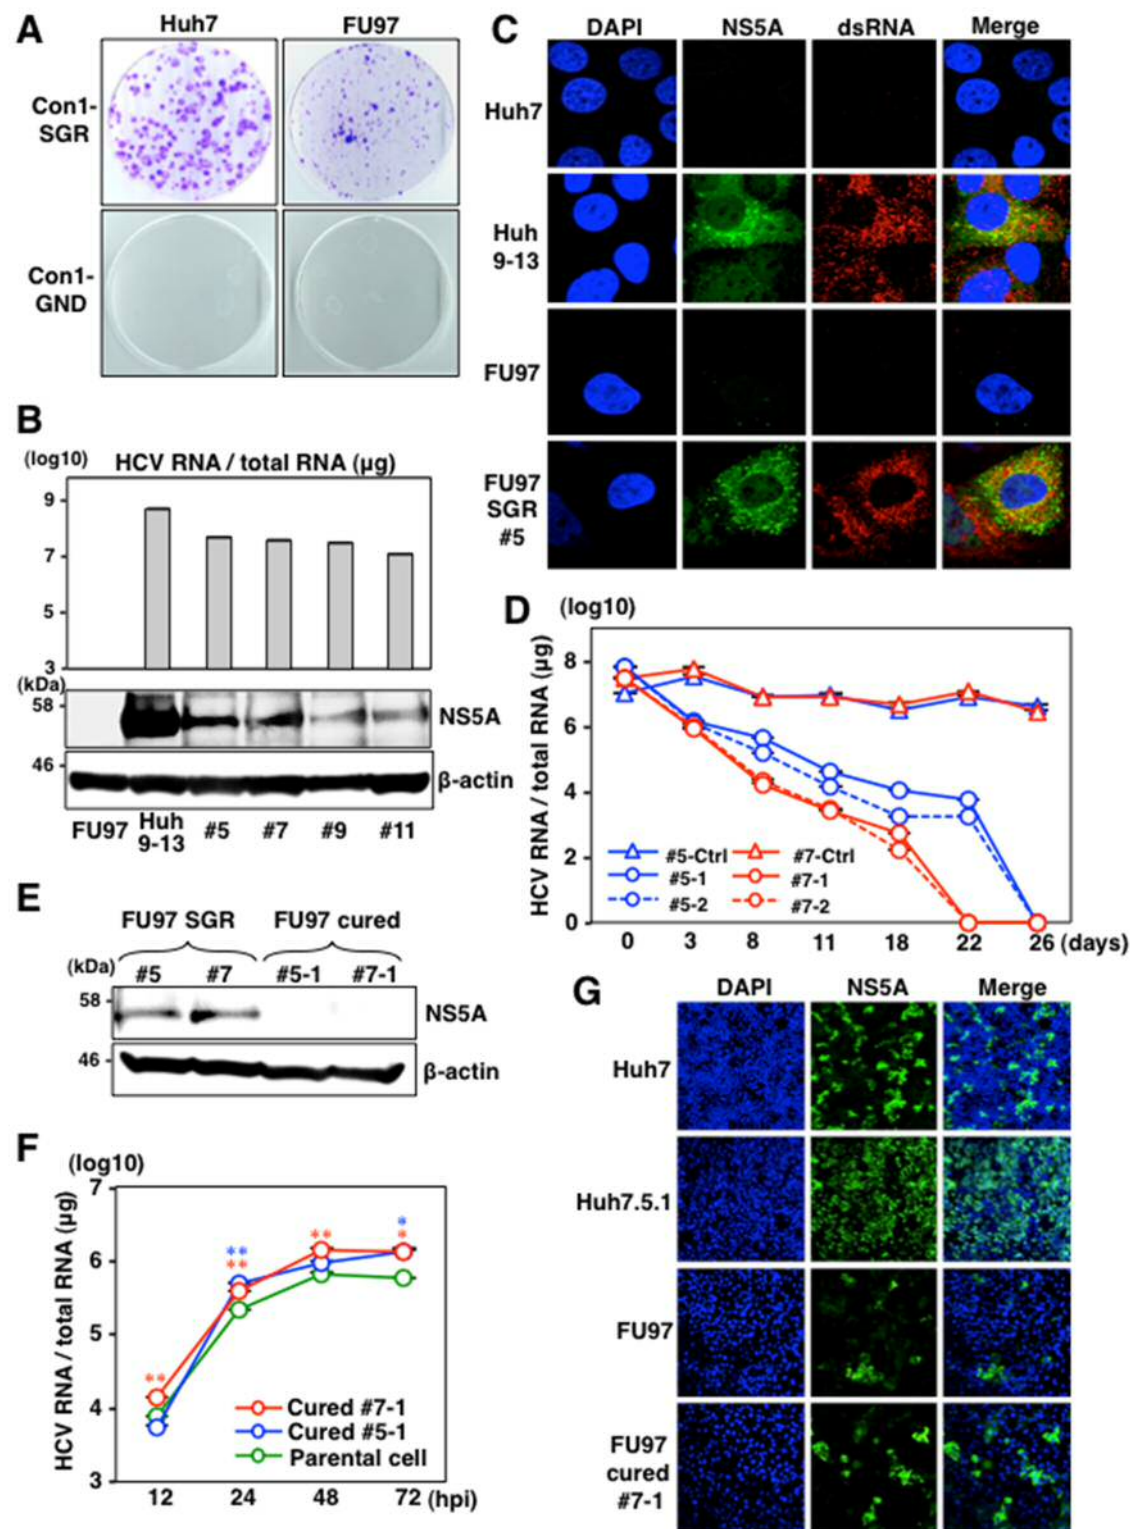 A
Huh7 FU97
Con1-
SGR
Con1-
GND
B
(log10) HCV RNA / total RNA (µg)
9
7
5
3
(kDa)
58
NS5A
46
β-actin
FU97 Huh
9-13 #5 #7 #9 #11
C
DAPI NS5A dsRNA Merge
Huh7
Huh
9-13
FU97
FU97
SGR
#5
D
(log10)
HCV RNA / total RNA (µg)
8
6
4
2
0
#5-Ctrl #7-Ctrl
#5-1 #7-1
#5-2 #7-2
0 3 8 11 18 22 26 (days)
E
FU97 SGR FU97 cured
(kDa) #5 #7 #5-1 #7-1
58
NS5A
46
β-actin
F
(log10)
HCV RNA / total RNA (µg)
7
6
5
4
3
** ** ** ** * *
Cured #7-1
Cured #5-1
Parental cell
12 24 48 72 (hpi)
G
DAPI NS5A Merge
Huh7
Huh7.5.1
FU97
FU97
cured
#7-1